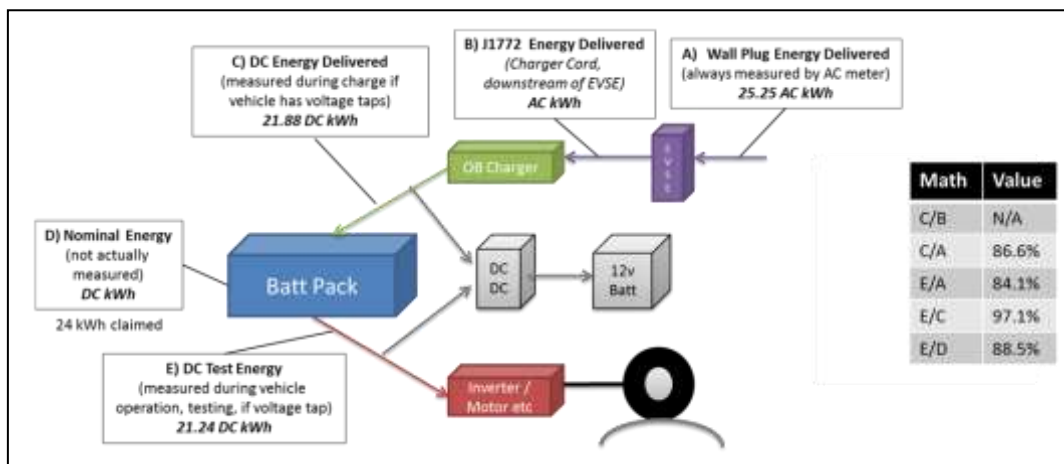 B) J1772 Energy Delivered
(Charger Cord,
downstream of EVSE)
AC kWh
A) Wall Plug Energy Delivered
(always measured by AC meter)
25.25 AC kWh
C) DC Energy Delivered
(measured during charge if
vehicle has voltage taps)
21.88 DC kWh
OB Charger
EVSE
D) Nominal Energy
(not actually
measured)
DC kWh
24 kWh claimed
Batt Pack
DC
DC
12v
Batt
E) DC Test Energy
(measured during vehicle
operation, testing, if voltage tap)
21.24 DC kWh
Inverter /
Motor etc
Math Value
C/B N/A
C/A 86.6%
E/A 84.1%
E/C 97.1%
E/D 88.5%